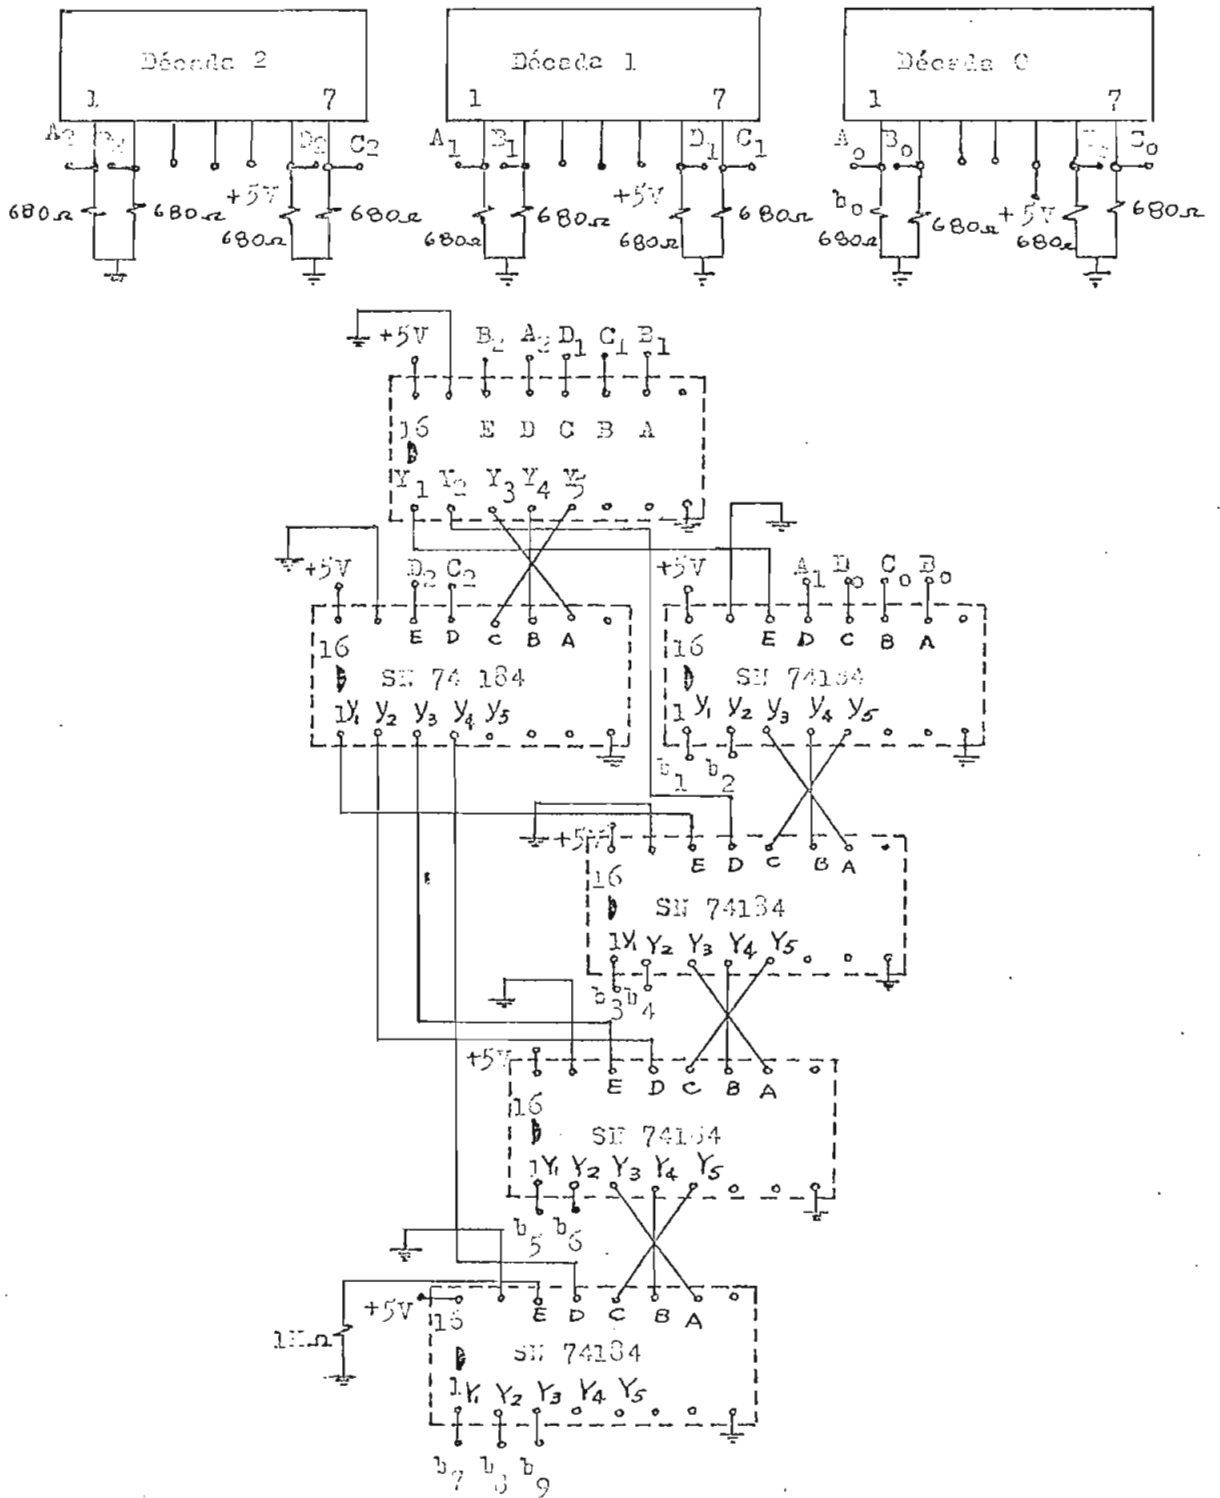 Década 2 Década 1 Década 0
1 7 1 7 1 7
A2 B2 D2 C2 A1 B1 D1 C1 A0 B0 D0
+5V +5V b0 +5V
680Ω 680Ω 680Ω 680Ω 680Ω 680Ω 680Ω 680Ω 680Ω 680Ω 680Ω 680Ω
+5V B2 A2 D1 C1 B1
16 E D C B A
Y1 Y2 Y3 Y4 Y5
+5V D2 C2 +5V A1 D0 C0 B0
E D C B A E D C B A
16 16
SN 74 184 SN 74184
1 Y1 Y2 Y3 Y4 Y5 1 Y1 Y2 Y3 Y4 Y5
b1 b2
+5V
E D C B A
16
SN 74184
1 Y1 Y2 Y3 Y4 Y5
b3 b4
+5V
E D C B A
16
SN 74184
1 Y1 Y2 Y3 Y4 Y5
b5 b6
+5V E D C B A
16
1KΩ
SN 74184
1 Y1 Y2 Y3 Y4 Y5
b7 b8 b9